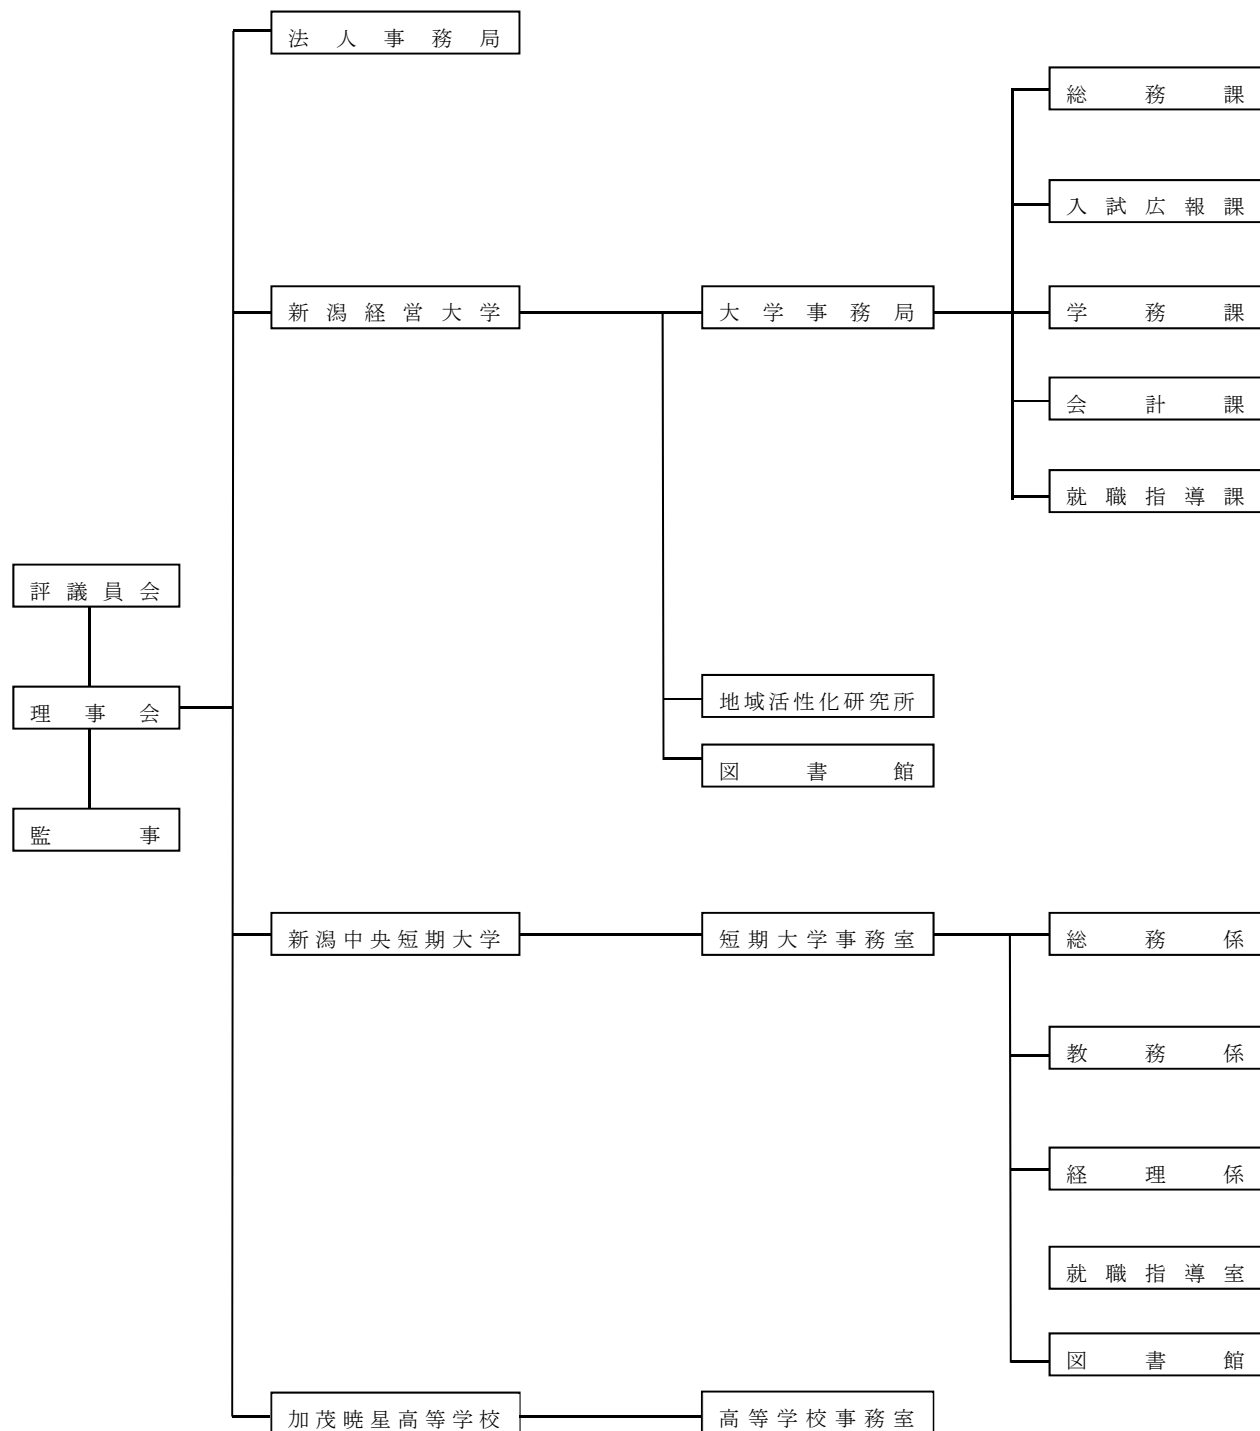 法人事務局
総務課
入試広報課
新潟経営大学
大学事務局
学務課
会計課
就職指導課
評議員会
理事会
監事
地域活性化研究所
図書館
新潟中央短期大学
短期大学事務室
総務係
教務係
経理係
就職指導室
図書館
加茂暁星高等学校
高等学校事務室